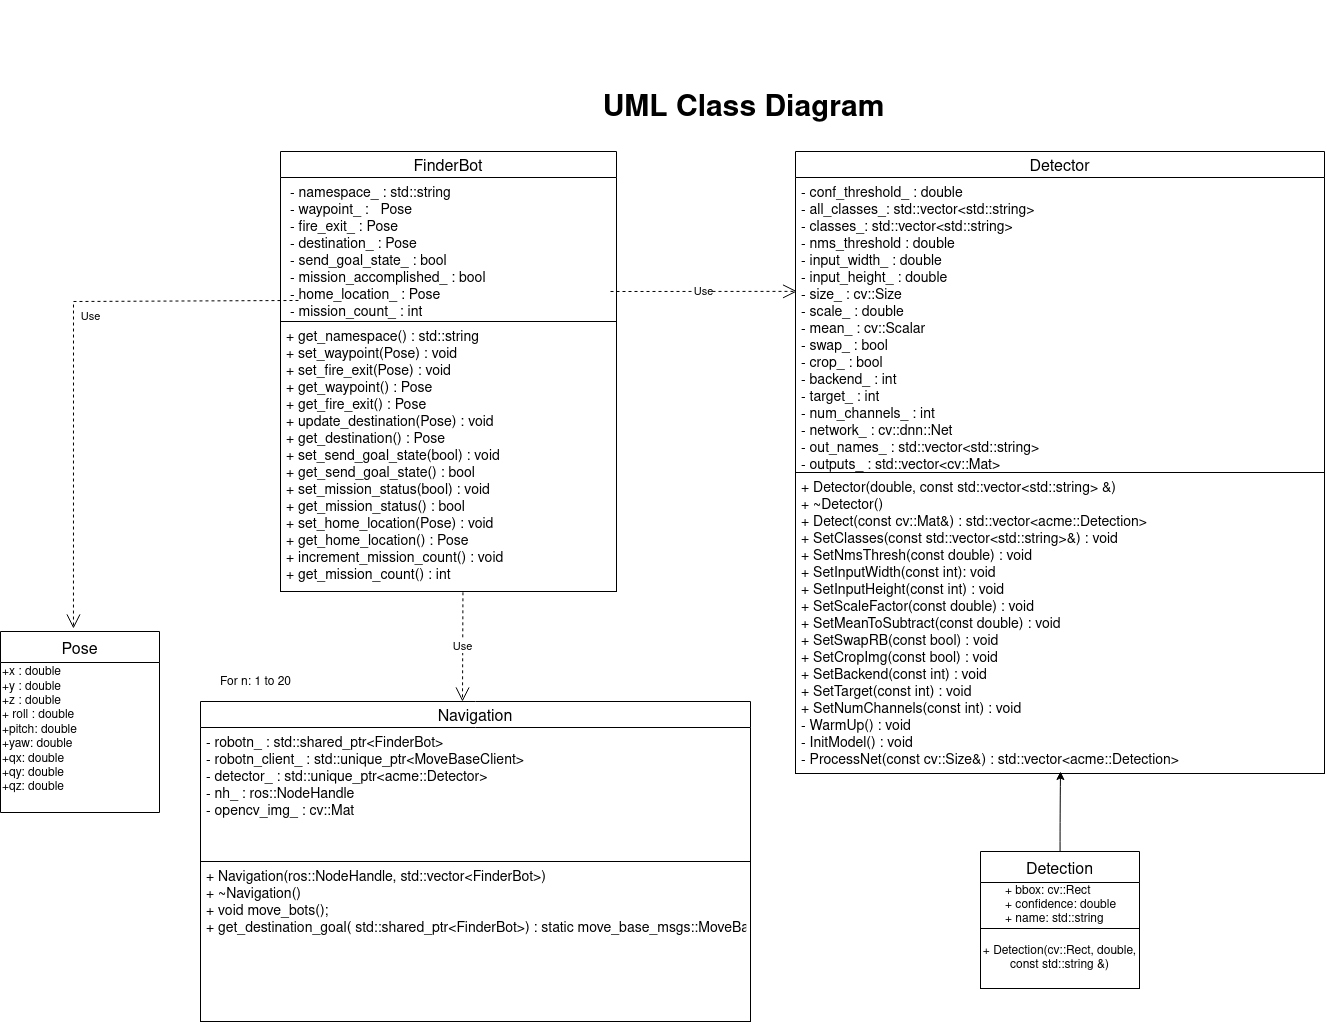 UML Class Diagram
FinderBot
- namespace_ : std::string
- waypoint_ :   Pose
- fire_exit_ : Pose
- destination_ : Pose
- send_goal_state_ : bool
- mission_accomplished_ : bool
- home_location_ : Pose
- mission_count_ : int
+ get_namespace() : std::string
+ set_waypoint(Pose) : void
+ set_fire_exit(Pose) : void
+ get_waypoint() : Pose
+ get_fire_exit() : Pose
+ update_destination(Pose) : void
+ get_destination() : Pose
+ set_send_goal_state(bool) : void
+ get_send_goal_state() : bool
+ set_mission_status(bool) : void
+ get_mission_status() : bool
+ set_home_location(Pose) : void
+ get_home_location() : Pose
+ increment_mission_count() : void
+ get_mission_count() : int
Use
Use
Use
Detector
- conf_threshold_ : double
- all_classes_: std::vector<std::string>
- classes_: std::vector<std::string>
- nms_threshold : double
- input_width_ : double
- input_height_ : double
- size_ : cv::Size
- scale_ : double
- mean_ : cv::Scalar
- swap_ : bool
- crop_ : bool
- backend_ : int
- target_ : int
- num_channels_ : int
- network_ : cv::dnn::Net
- out_names_ : std::vector<std::string>
- outputs_ : std::vector<cv::Mat>
+ Detector(double, const std::vector<std::string> &)
+ ~Detector()
+ Detect(const cv::Mat&) : std::vector<acme::Detection>
+ SetClasses(const std::vector<std::string>&) : void
+ SetNmsThresh(const double) : void
+ SetInputWidth(const int): void
+ SetInputHeight(const int) : void
+ SetScaleFactor(const double) : void
+ SetMeanToSubtract(const double) : void
+ SetSwapRB(const bool) : void
+ SetCropImg(const bool) : void
+ SetBackend(const int) : void
+ SetTarget(const int) : void
+ SetNumChannels(const int) : void
- WarmUp() : void
- InitModel() : void
- ProcessNet(const cv::Size&) : std::vector<acme::Detection>
Pose
+x : double
+y : double
+z : double
+ roll : double
+pitch: double
+yaw: double
+qx: double
+qy: double
+qz: double
For n: 1 to 20
Navigation
- robotn_ : std::shared_ptr<FinderBot>
- robotn_client_ : std::unique_ptr<MoveBaseClient>
- detector_ : std::unique_ptr<acme::Detector>
- nh_ : ros::NodeHandle
- opencv_img_ : cv::Mat
+ Navigation(ros::NodeHandle, std::vector<FinderBot>)
+ ~Navigation()
+ void move_bots();
+ get_destination_goal( std::shared_ptr<FinderBot>) : static move_base_msgs::MoveBa
Detection
+ bbox: cv::Rect
+ confidence: double
+ name: std::string
+ Detection(cv::Rect, double,
const std::string &)